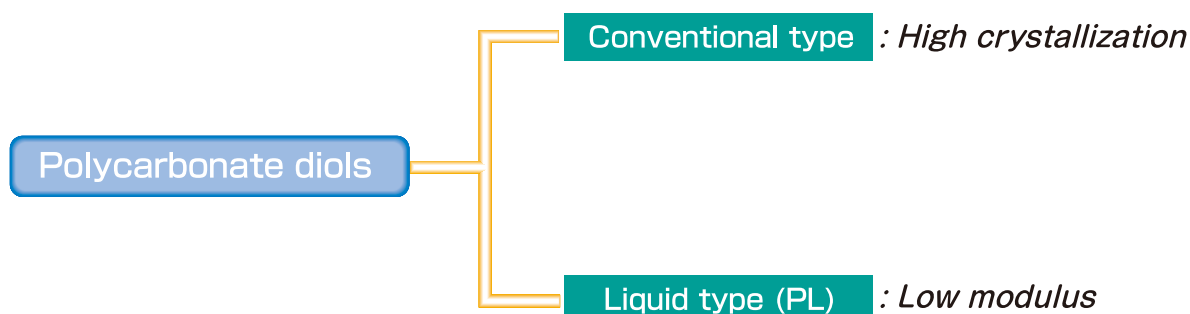 Conventional type : High crystallization
Polycarbonate diols
Liquid type (PL) : Low modulus